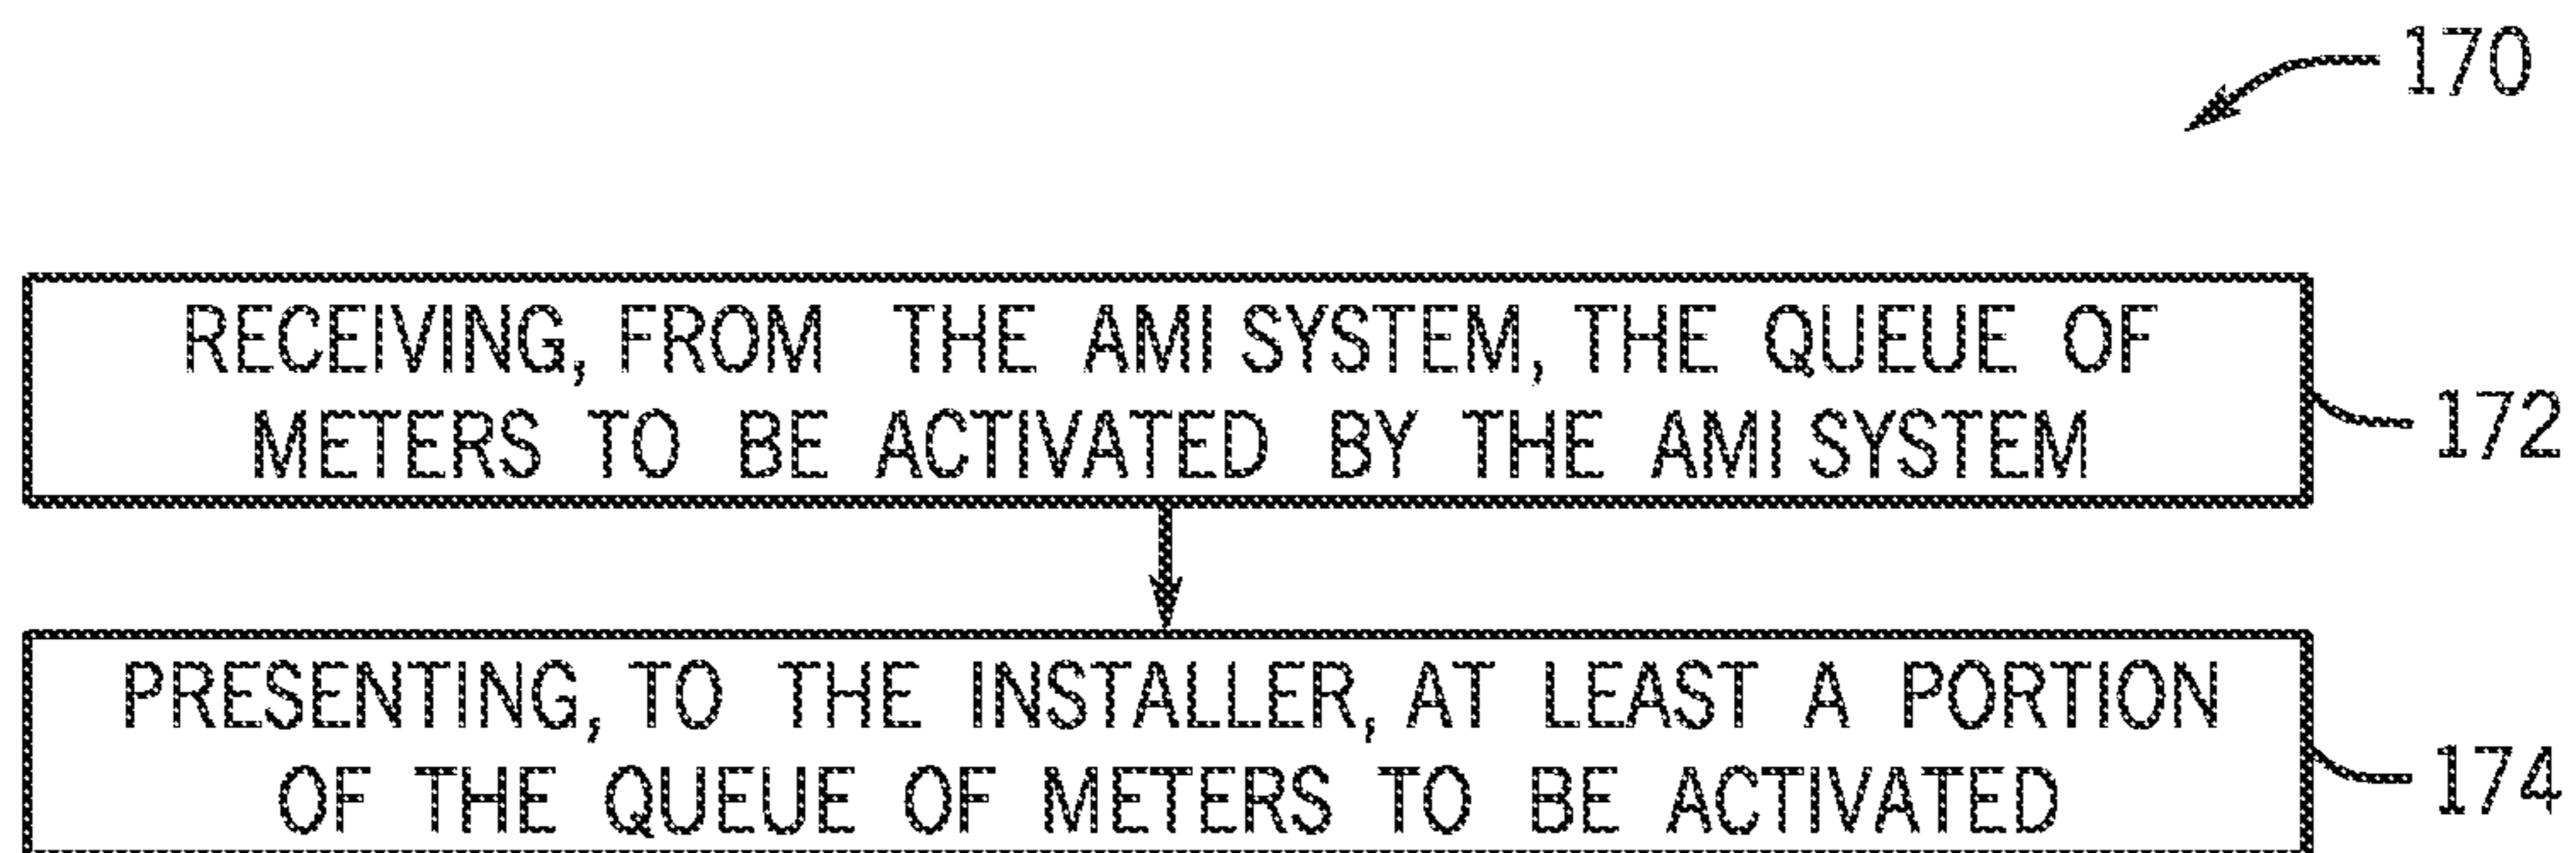 170
RECEIVING, FROM THE AMI SYSTEM, THE QUEUE OF
METERS TO BE ACTIVATED BY THE AMI SYSTEM
172
PRESENTING, TO THE INSTALLER, AT LEAST A PORTION
OF THE QUEUE OF METERS TO BE ACTIVATED
174